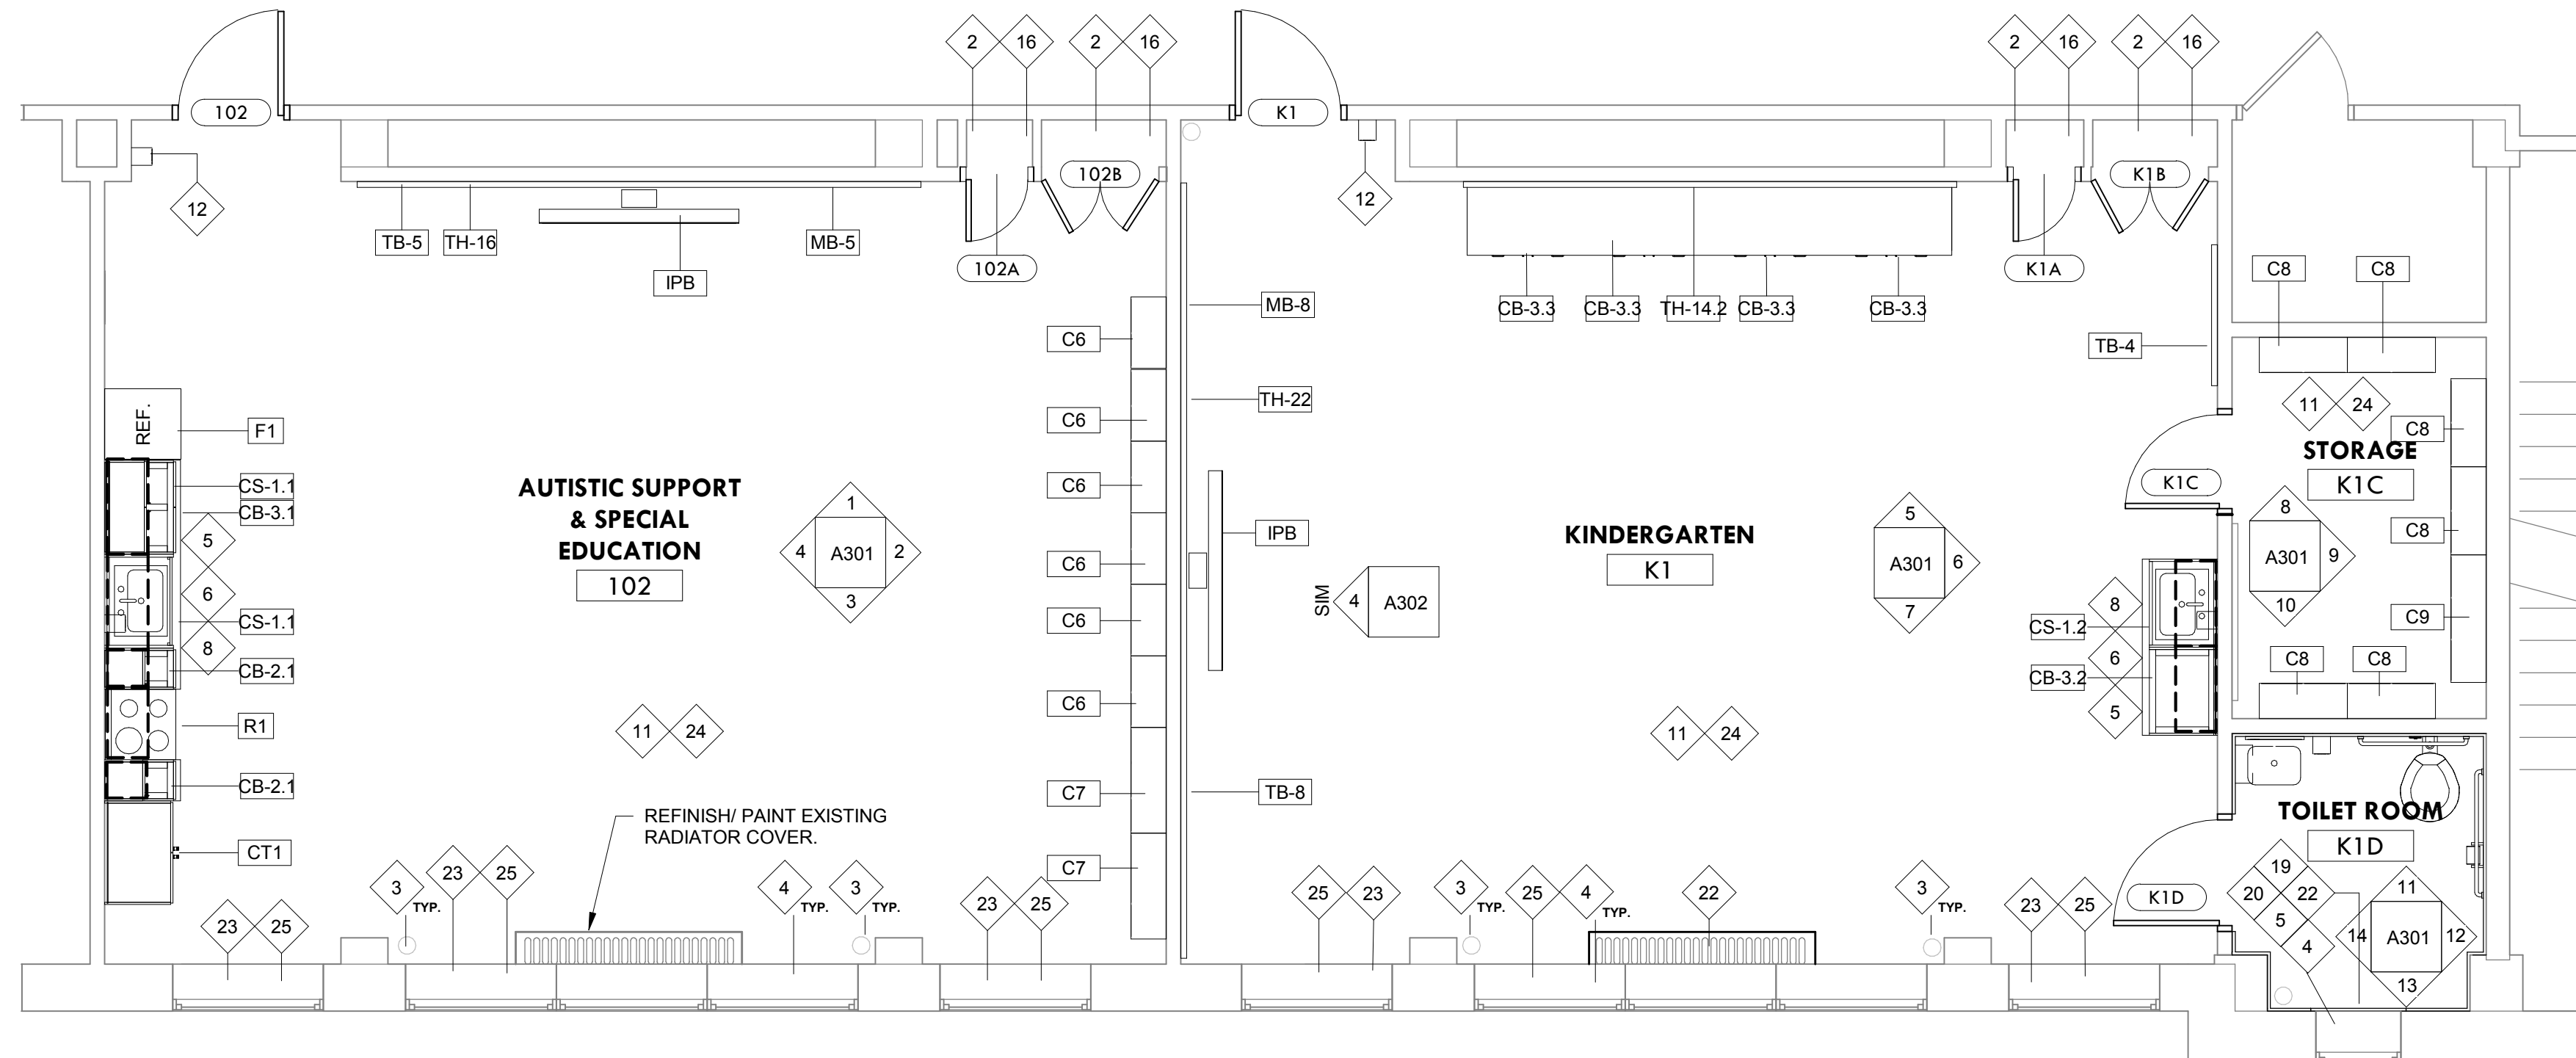 2 16 2 16
2 16 2 16
102
K1
102B
K1B
12
12
TB-5 TH-16 MB-5
IPB
102A
K1A
C8 C8
MB-8
CB-3.3 CB-3.3 TH-14.2 CB-3.3 CB-3.3
C6
TB-4
TH-22
11 24
C6
C8
REF.
F1
STORAGE
K1C
K1C
CS-1.1
CB-3.1
C6
AUTISTIC SUPPORT
& SPECIAL
EDUCATION
102
1
4 A301 2
3
5
6
8
IPB
KINDERGARTEN
K1
5
A301 6
7
8
A301 9
10
C8
C6
SIM
4 A302
CS-1.1
C6
8
6
5
CS-1.2
CB-3.2
C9
C8 C8
CB-2.1
C6
R1
11 24
11 24
CB-2.1
C7
TB-8
REFINISH/ PAINT EXISTING
RADIATOR COVER.
TOILET ROOM
K1D
CT1
C7
23 25
3
TYP.
23 25
4
TYP.
3
TYP.
23 25
25 23
3
TYP.
25 4
TYP.
22
3
TYP.
23 25
K1D
19
20 22
5
4
11
14 A301 12
13